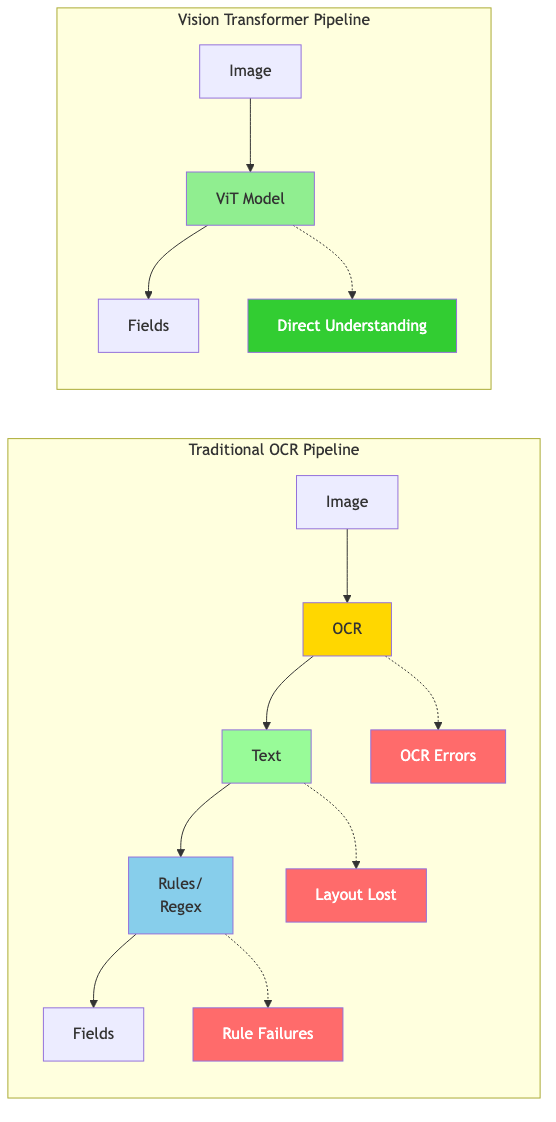 Vision Transformer Pipeline
Image
ViT Model
Fields
Direct Understanding
Traditional OCR Pipeline
Image
OCR
Text
OCR Errors
Rules/
Regex
Layout Lost
Fields
Rule Failures